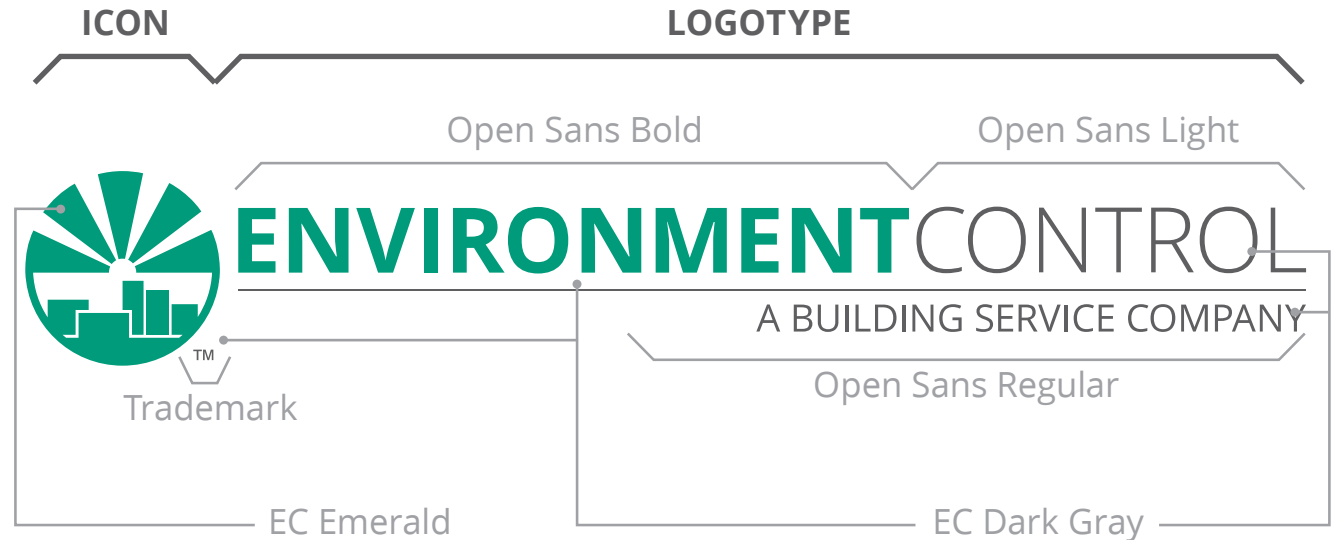 ICON LOGOTYPE
Open Sans Bold Open Sans Light
ENVIRONMENTCONTROL
A BUILDING SERVICE COMPANY
TM
Open Sans Regular
Trademark
EC Emerald EC Dark Gray